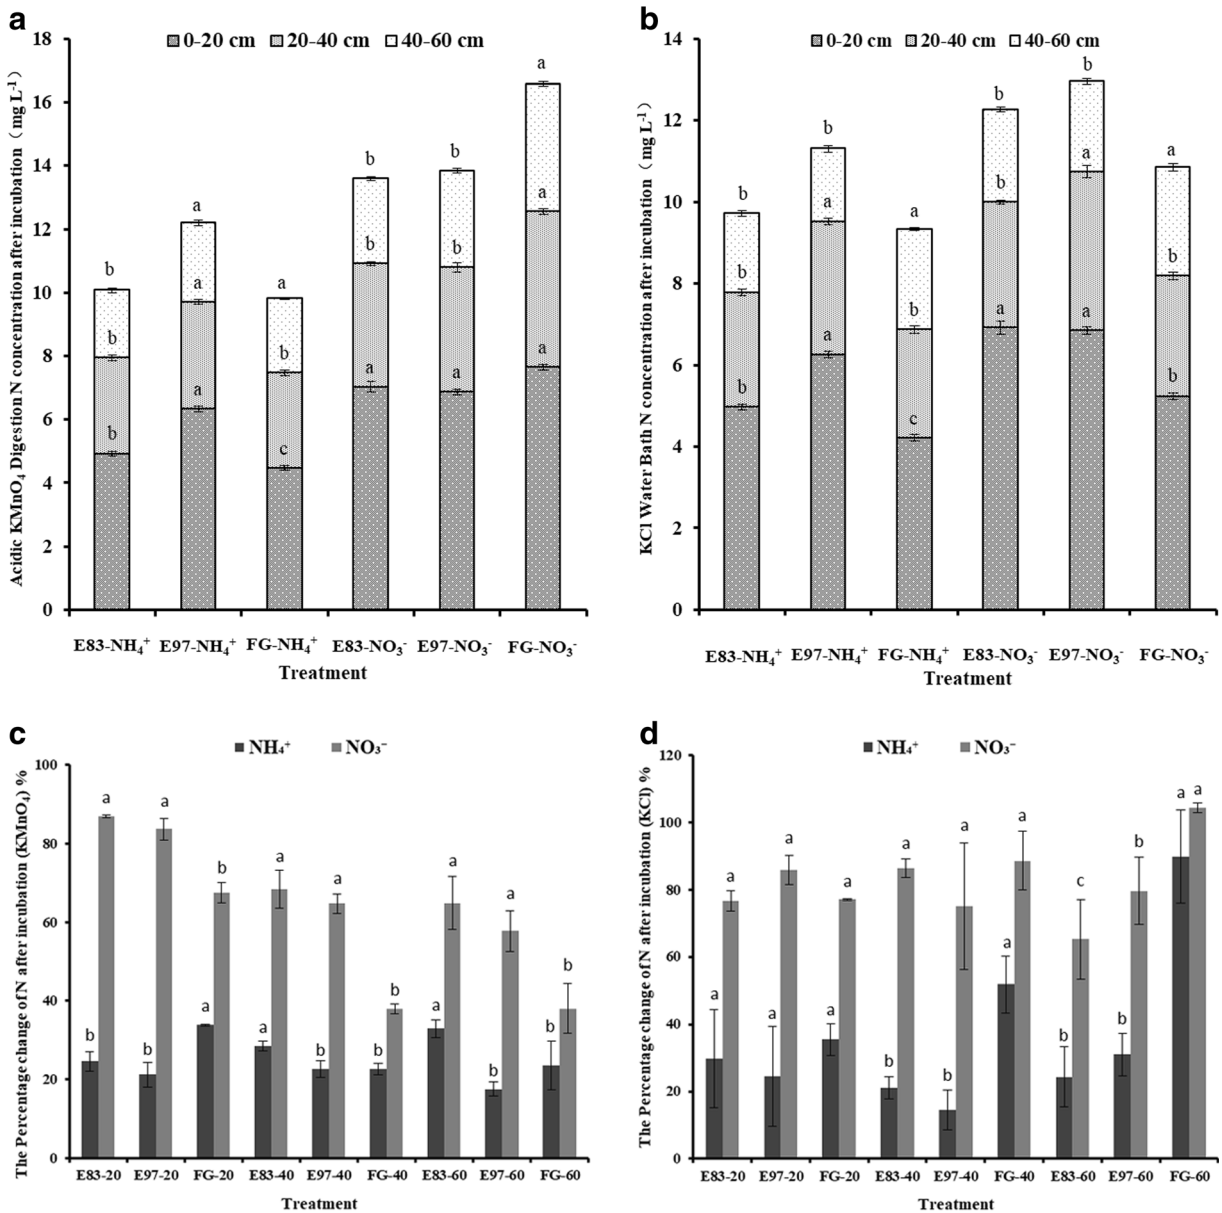 a
0-20 cm 20-40 cm 40-60 cm
Acidic KMnO₄ Digestion N concentration after incubation (mg L⁻¹)
18
16
14
12
10
8
6
4
2
0
b b b
a a a
c b a
a b b
a b b
a a a
E83-NH₄⁺ E97-NH₄⁺ FG-NH₄⁺ E83-NO₃⁻ E97-NO₃⁻ FG-NO₃⁻
Treatment
b
0-20 cm 20-40 cm 40-60 cm
KCl Water Bath N concentration after incubation (mg L⁻¹)
14
12
10
8
6
4
2
0
b b b
a a b
c b a
a b b
a a b
b b a
E83-NH₄⁺ E97-NH₄⁺ FG-NH₄⁺ E83-NO₃⁻ E97-NO₃⁻ FG-NO₃⁻
Treatment
c
NH₄⁺ NO₃⁻
The Percentage change of N after incubation (KMnO₄) %
100
80
60
40
20
0
b a b a a b a a b a b b a a b a b b
E83-20 E97-20 FG-20 E83-40 E97-40 FG-40 E83-60 E97-60 FG-60
Treatment
d
NH₄⁺ NO₃⁻
The Percentage change of N after incubation (KCl) %
120
100
80
60
40
20
0
a a a a a a b a b a a a b c b b a a
E83-20 E97-20 FG-20 E83-40 E97-40 FG-40 E83-60 E97-60 FG-60
Treatment